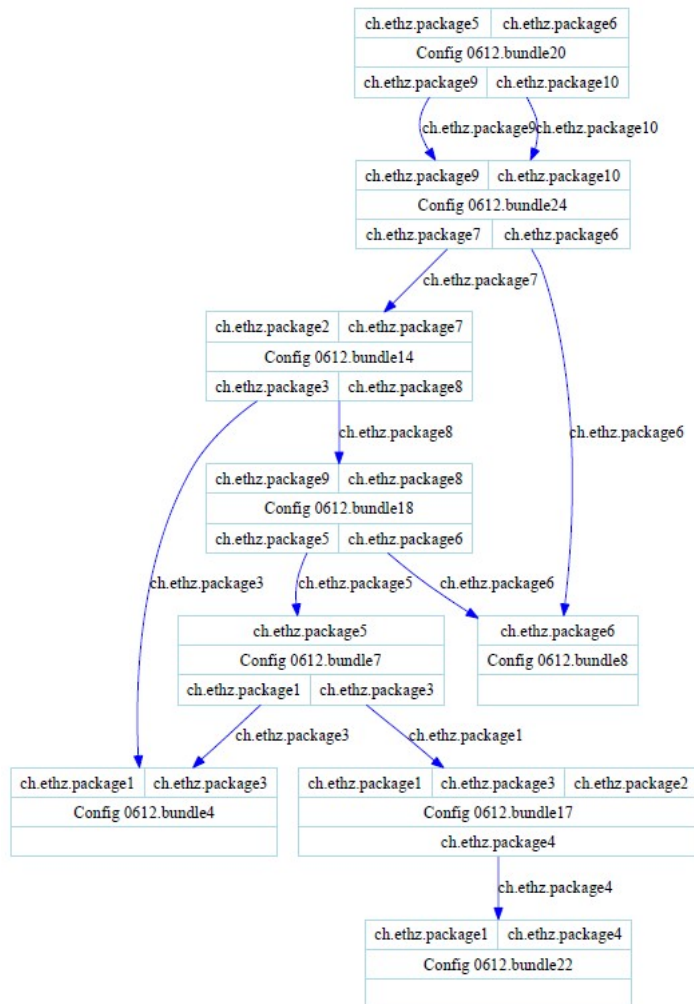 ch.ethz.package5 ch.ethz.package6
Config 0612.bundle20
ch.ethz.package9 ch.ethz.package10
ch.ethz.package9 ch.ethz.package10
ch.ethz.package9 ch.ethz.package10
Config 0612.bundle24
ch.ethz.package7 ch.ethz.package6
ch.ethz.package7
ch.ethz.package2 ch.ethz.package7
Config 0612.bundle14
ch.ethz.package3 ch.ethz.package8
ch.ethz.package8 ch.ethz.package6
ch.ethz.package9 ch.ethz.package8
Config 0612.bundle18
ch.ethz.package5 ch.ethz.package6
ch.ethz.package3 ch.ethz.package5 ch.ethz.package6
ch.ethz.package5 ch.ethz.package6
Config 0612.bundle7 Config 0612.bundle8
ch.ethz.package1 ch.ethz.package3
ch.ethz.package3 ch.ethz.package1
ch.ethz.package1 ch.ethz.package3 ch.ethz.package1 ch.ethz.package3 ch.ethz.package2
Config 0612.bundle4 Config 0612.bundle17
ch.ethz.package4
ch.ethz.package4
ch.ethz.package1 ch.ethz.package4
Config 0612.bundle22